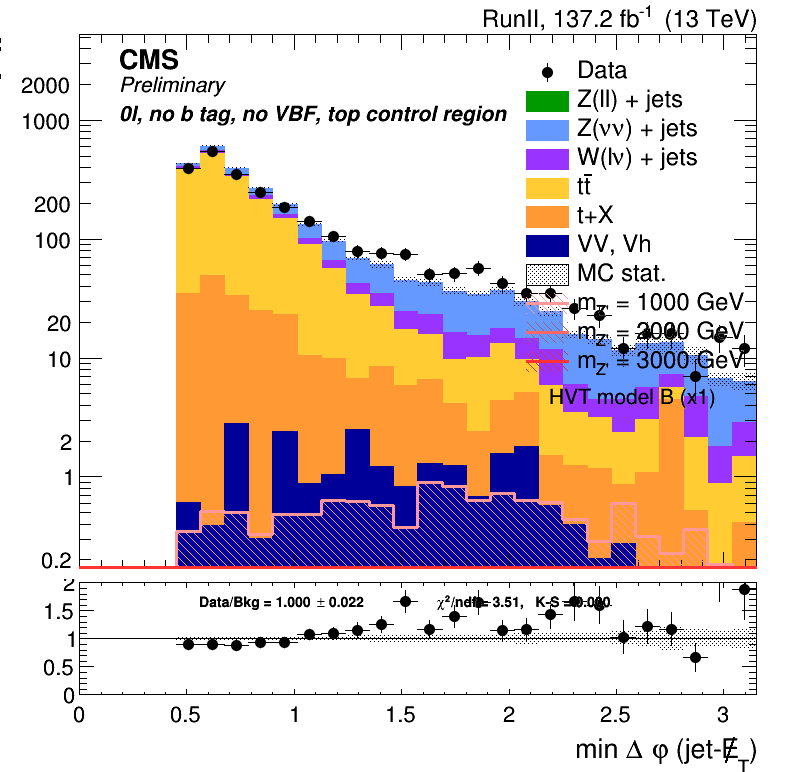 RunII, 137.2 fb⁻¹ (13 TeV)
CMS
Preliminary
0l, no b tag, no VBF, top control region
Data
Z(ll) + jets
Z(νν) + jets
W(lν) + jets
tt̄
t+X
VV, Vh
MC stat.
m_Z' = 1000 GeV
m_Z' = 2000 GeV
m_Z' = 3000 GeV
HVT model B (x1)
2000
1000
200
100
20
10
2
1
0.2
Data/Bkg = 1.000 ± 0.022 χ²/ndf = 3.51, K-S = 0.000
2
1.5
1
0.5
0
0 0.5 1 1.5 2 2.5 3
min Δ φ (jet-E̸_T)